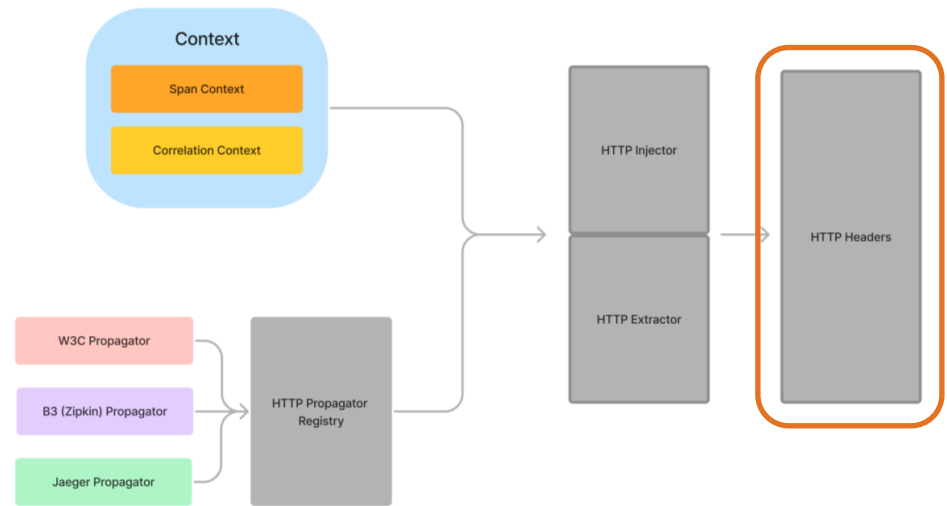 Context
Span Context
Correlation Context
W3C Propagator
B3 (Zipkin) Propagator
Jaeger Propagator
HTTP Propagator
Registry
HTTP Injector
HTTP Extractor
HTTP Headers